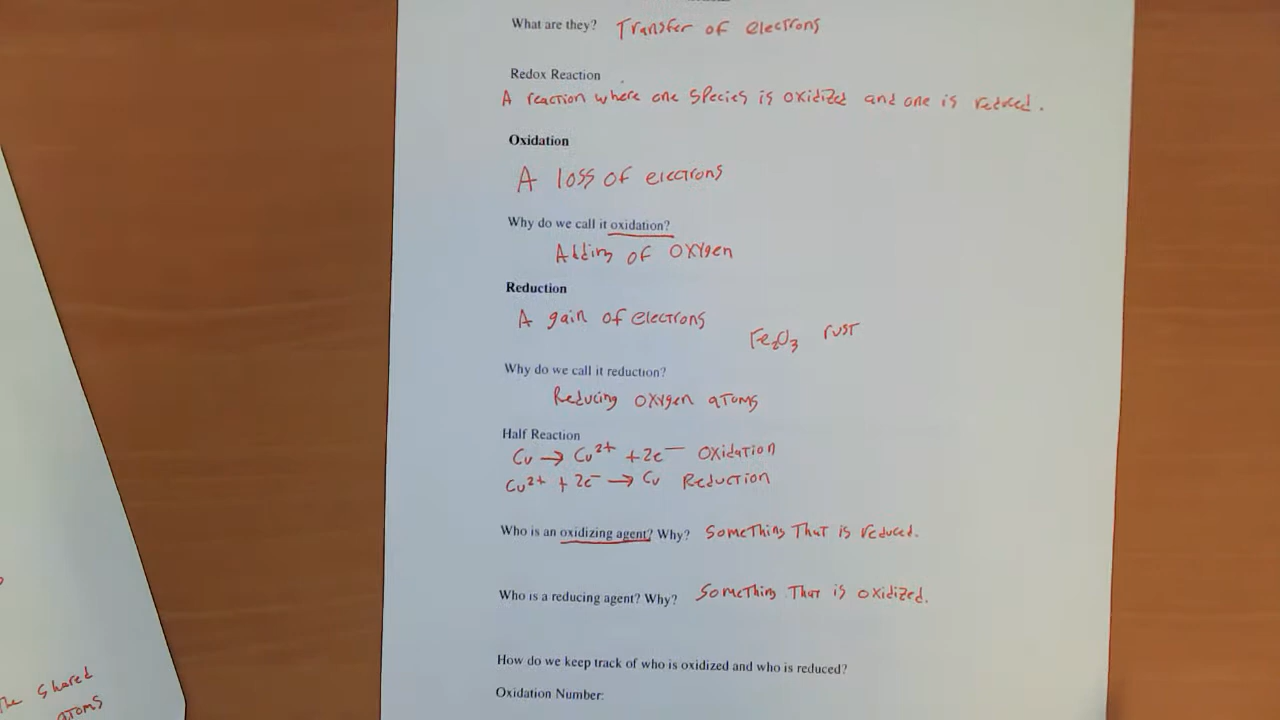 What are they? Transfer of electrons
Redox Reaction
A reaction where one species is oxidized and one is reduced.
Oxidation
A loss of electrons
Why do we call it oxidation?
Adding of oxygen
Reduction
A gain of electrons
Fe₂O₃ rust
Why do we call it reduction?
Reducing oxygen atoms
Half Reaction
Cu → Cu²⁺ + 2e⁻ Oxidation
Cu²⁺ + 2e⁻ → Cu Reduction
Who is an oxidizing agent? Why? Something that is reduced.
Who is a reducing agent? Why? Something that is oxidized.
How do we keep track of who is oxidized and who is reduced?
Oxidation Number:
The shared
atoms